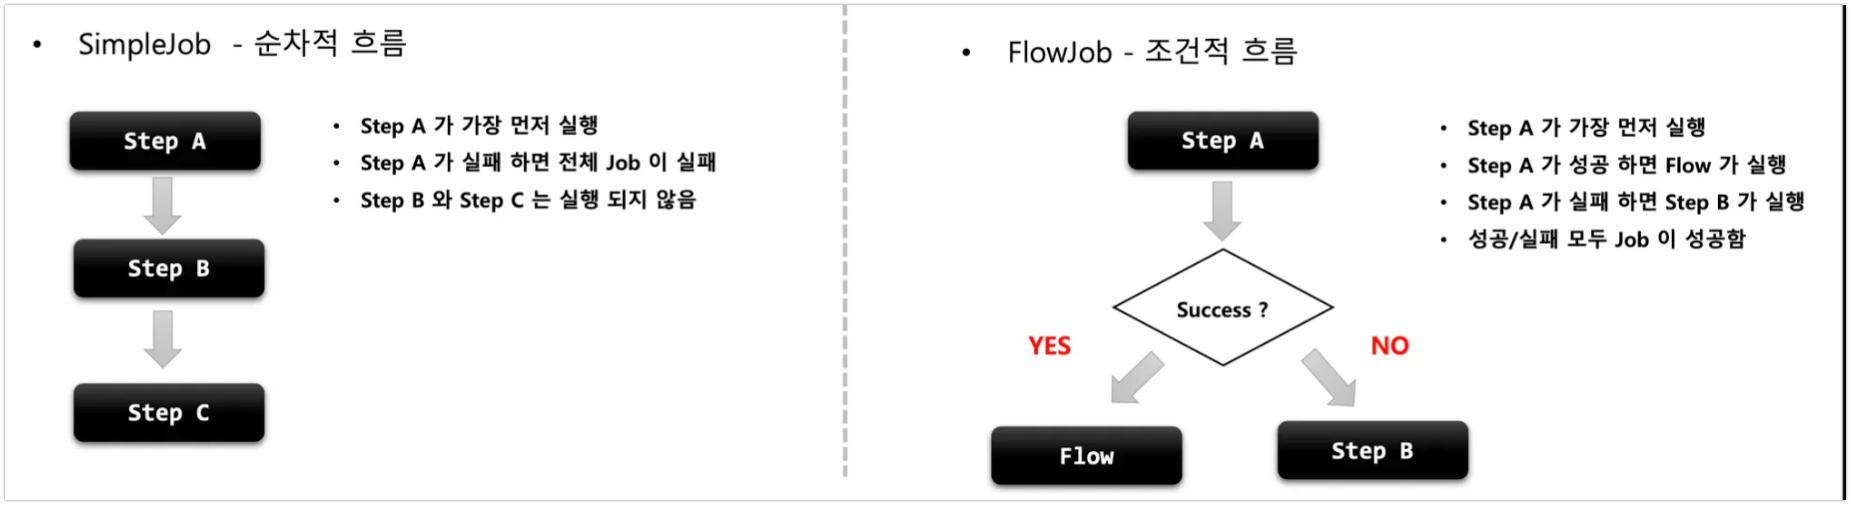 • SimpleJob - 순차적 흐름
Step A
Step B
Step C
• Step A 가 가장 먼저 실행
• Step A 가 실패 하면 전체 Job 이 실패
• Step B 와 Step C 는 실행 되지 않음
• FlowJob - 조건적 흐름
Step A
Success ?
YES
NO
Flow
Step B
• Step A 가 가장 먼저 실행
• Step A 가 성공 하면 Flow 가 실행
• Step A 가 실패 하면 Step B 가 실행
• 성공/실패 모두 Job 이 성공함